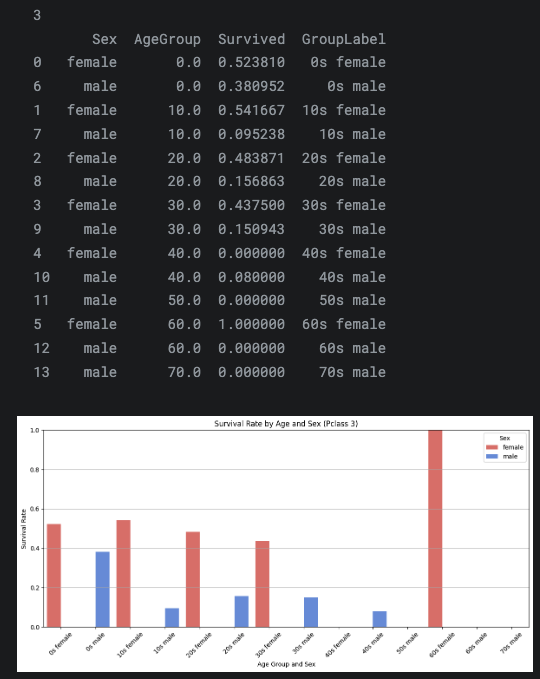 3
Sex AgeGroup Survived GroupLabel
0 female 0.0 0.523810 0s female
6 male 0.0 0.380952 0s male
1 female 10.0 0.541667 10s female
7 male 10.0 0.095238 10s male
2 female 20.0 0.483871 20s female
8 male 20.0 0.156863 20s male
3 female 30.0 0.437500 30s female
9 male 30.0 0.150943 30s male
4 female 40.0 0.000000 40s female
10 male 40.0 0.080000 40s male
11 male 50.0 0.000000 50s male
5 female 60.0 1.000000 60s female
12 male 60.0 0.000000 60s male
13 male 70.0 0.000000 70s male
Survival Rate by Age and Sex (Pclass 3)
Sex
female
male
Survival Rate
1.0
0.8
0.6
0.4
0.2
0.0
0s female 0s male 10s female 10s male 20s female 20s male 30s female 30s male 40s female 40s male 50s male 60s female 60s male 70s male
Age Group and Sex